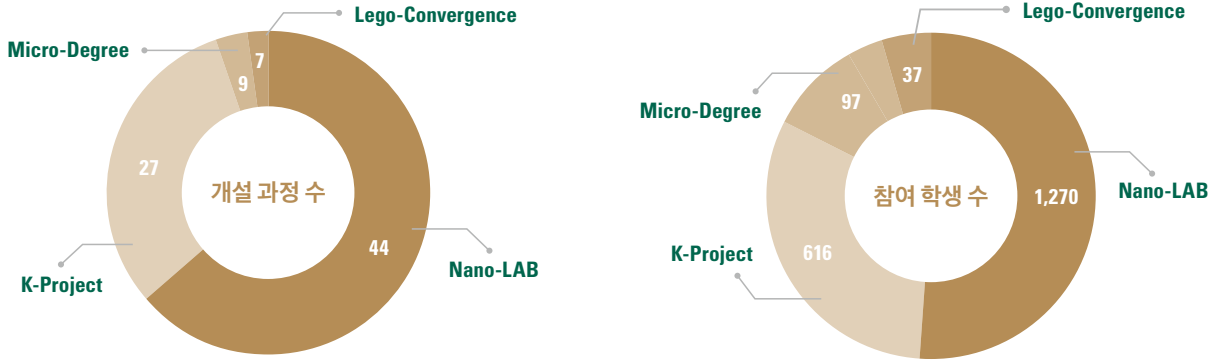 Lego-Convergence
Micro-Degree
7
9
27
개설 과정 수
44
K-Project
Nano-LAB
Lego-Convergence
Micro-Degree
37
97
참여 학생 수
1,270
Nano-LAB
K-Project
616